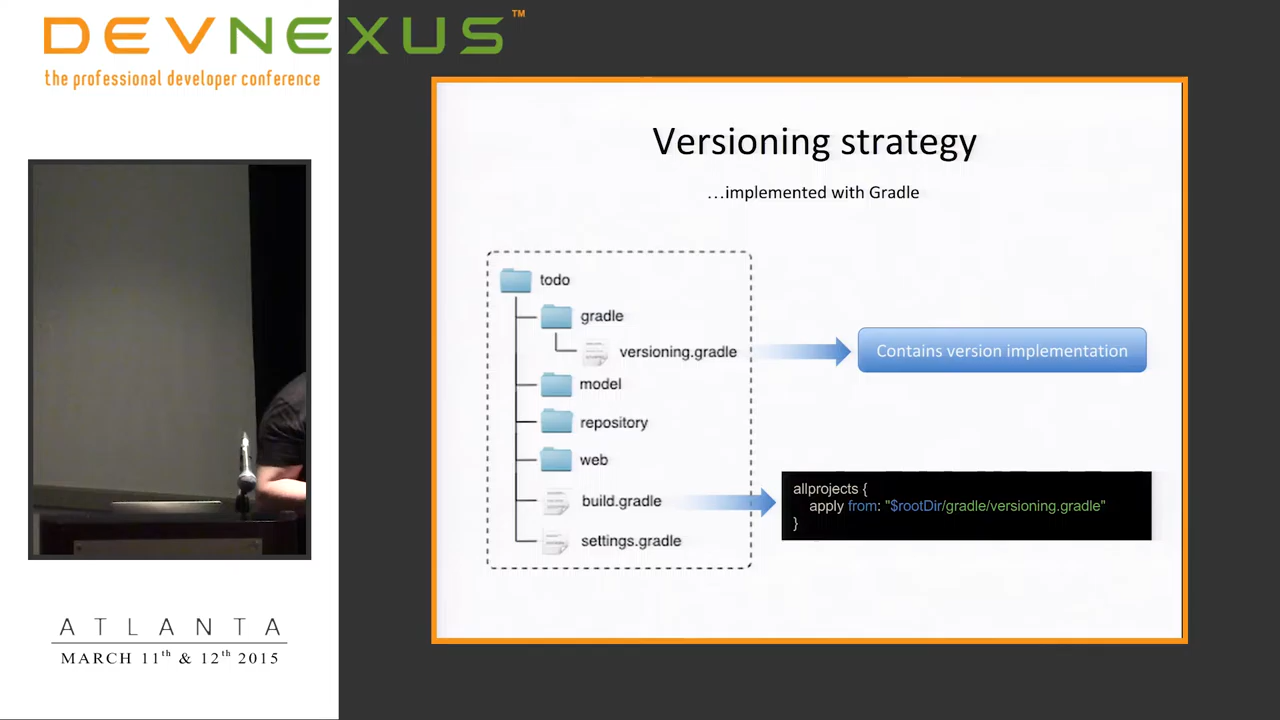 DEVNEXUS™
the professional developer conference
Versioning strategy
...implemented with Gradle
todo
gradle
versioning.gradle
Contains version implementation
model
repository
web
build.gradle
settings.gradle
allprojects {
apply from: "$rootDir/gradle/versioning.gradle"
}
ATLANTA
MARCH 11th & 12th 2015